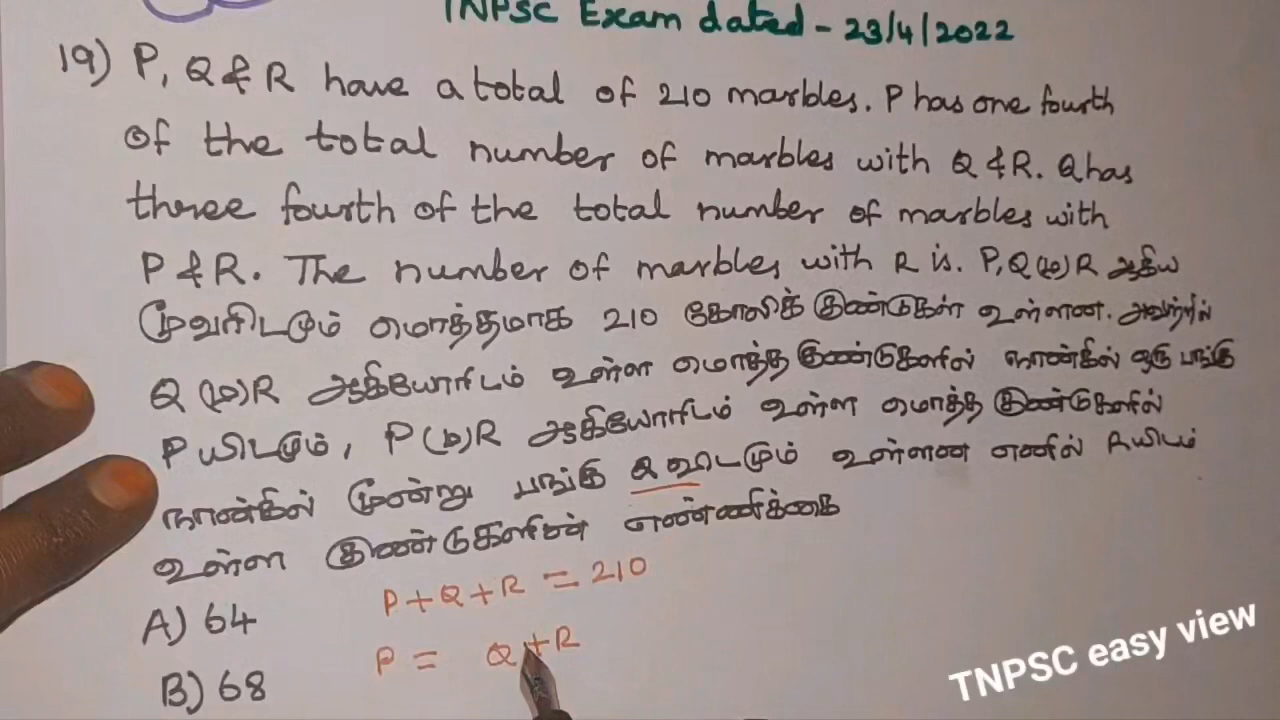 TNPSC Exam dated - 23/4/2022
19) P, Q & R have a total of 210 marbles. P has one fourth
of the total number of marbles with Q & R. Q has
three fourth of the total number of marbles with
P & R. The number of marbles with R is. P, Q (ம) R ஆகிய
மூவரிடமும் மொத்தமாக 210 கோலிக் குண்டுகள் உள்ளன. அவற்றில்
Q (ம) R ஆகியோரிடம் உள்ள மொத்த குண்டுகளில் நான்கில் ஒரு பங்கு
P யிடமும், P (ம) R ஆகியோரிடம் உள்ள மொத்த குண்டுகளில்
நான்கில் மூன்று பங்கு Q விடமும் உள்ளன எனில் R யிடம்
உள்ள குண்டுகளின் எண்ணிக்கை
A) 64
P + Q + R = 210
B) 68
P = Q + R
TNPSC easy view